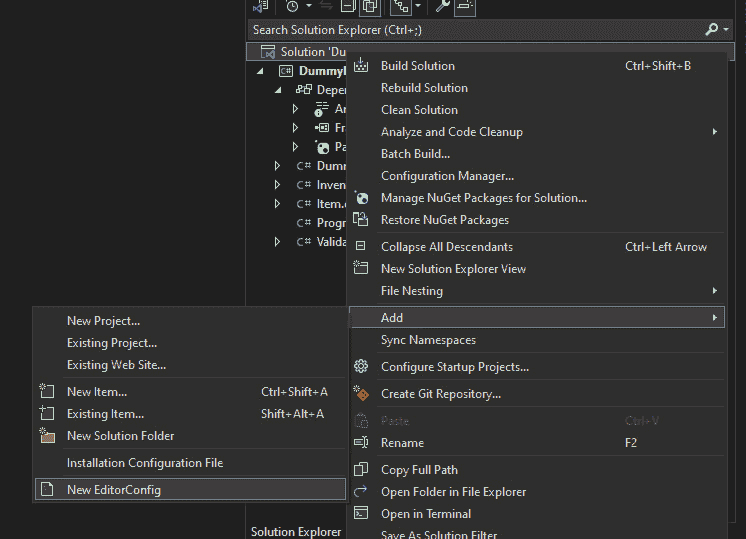 Search Solution Explorer (Ctrl+;)
Solution 'Du
Build Solution Ctrl+Shift+B
Rebuild Solution
Clean Solution
Analyze and Code Cleanup
Batch Build...
Configuration Manager...
Manage NuGet Packages for Solution...
Restore NuGet Packages
Collapse All Descendants Ctrl+Left Arrow
New Solution Explorer View
File Nesting
Add
Sync Namespaces
Configure Startup Projects...
Create Git Repository...
Paste Ctrl+V
Rename F2
Copy Full Path
Open Folder in File Explorer
Open in Terminal
Save As Solution Filter
C# Dummy
Depe
Ar
Fr
Pa
C# Dumm
C# Inven
C# Item.
C# Progr
C# Valida
New Project...
Existing Project...
Existing Web Site...
New Item... Ctrl+Shift+A
Existing Item... Shift+Alt+A
New Solution Folder
Installation Configuration File
New EditorConfig
Solution Explorer